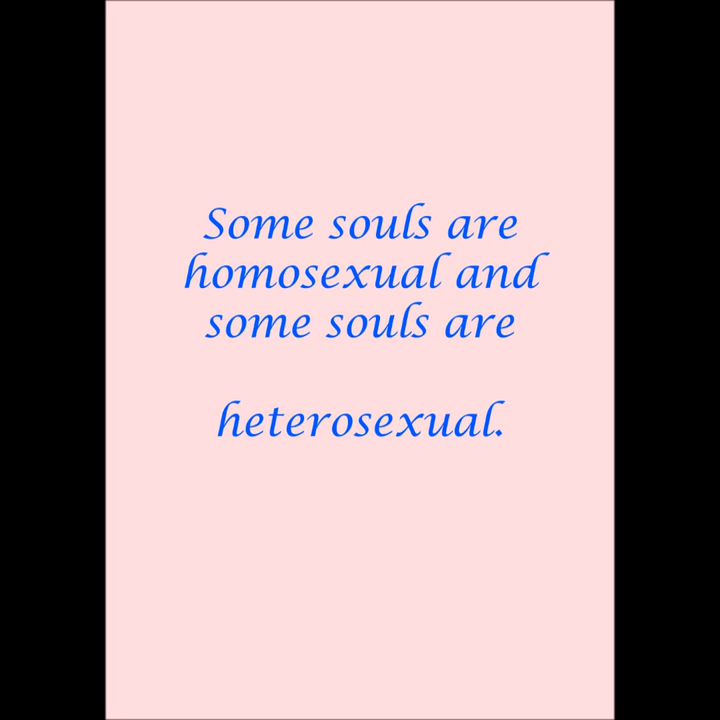 Some souls are
homosexual and
some souls are
heterosexual.